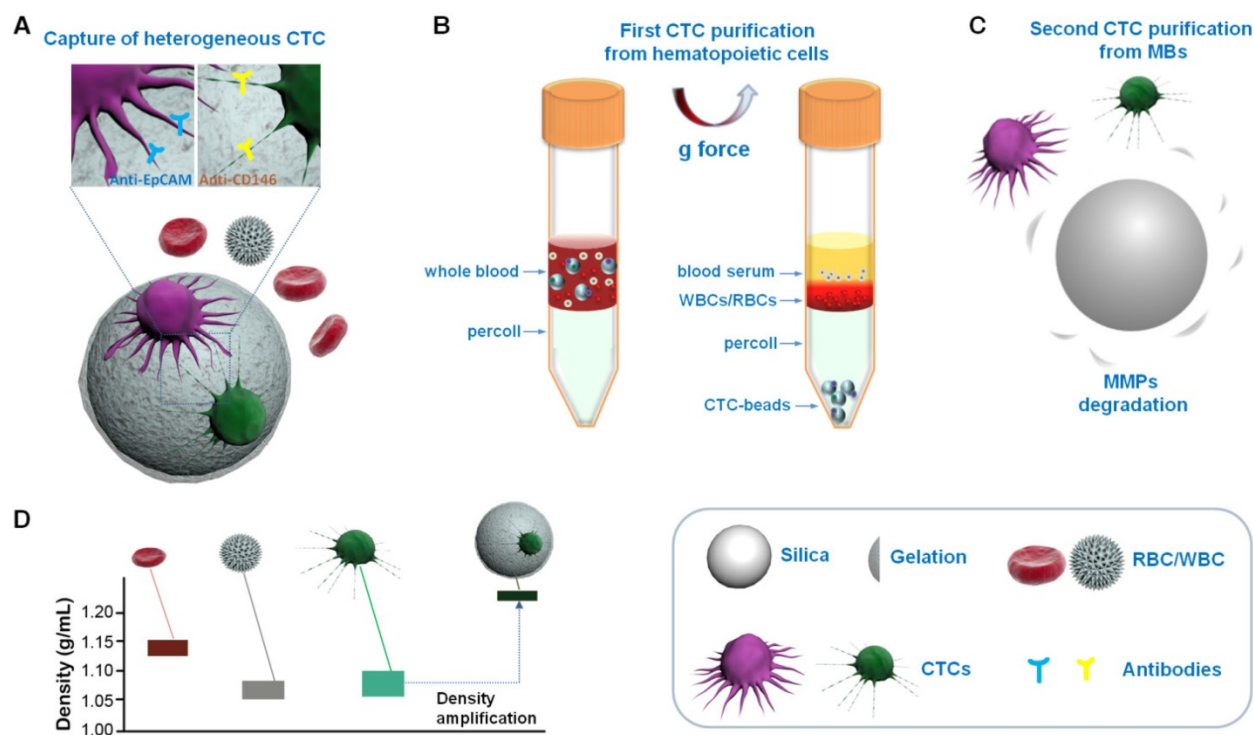 A
Capture of heterogeneous CTC
Anti-EpCAM
Anti-CD146
B
First CTC purification
from hematopoietic cells
g force
whole blood
percoll
blood serum
WBCs/RBCs
percoll
CTC-beads
C
Second CTC purification
from MBs
MMPs
degradation
D
Density (g/mL)
1.20
1.15
1.10
1.05
1.00
Density
amplification
Silica
Gelation
RBC/WBC
CTCs
Antibodies